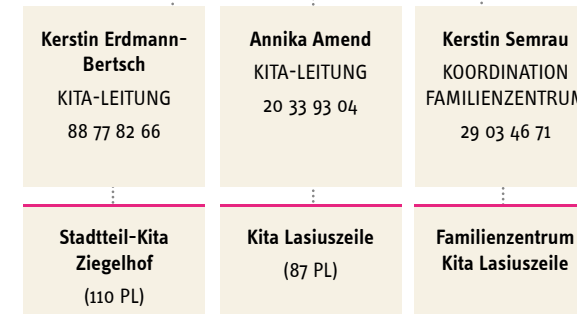 Kerstin Erdmann-
Bertsch
KITA-LEITUNG
88 77 82 66
Annika Amend
KITA-LEITUNG
20 33 93 04
Kerstin Semrau
KOORDINATION
FAMILIENZENTRUM
29 03 46 71
Stadtteil-Kita
Ziegelhof
(110 PL)
Kita Lasiuszeile
(87 PL)
Familienzentrum
Kita Lasiuszeile